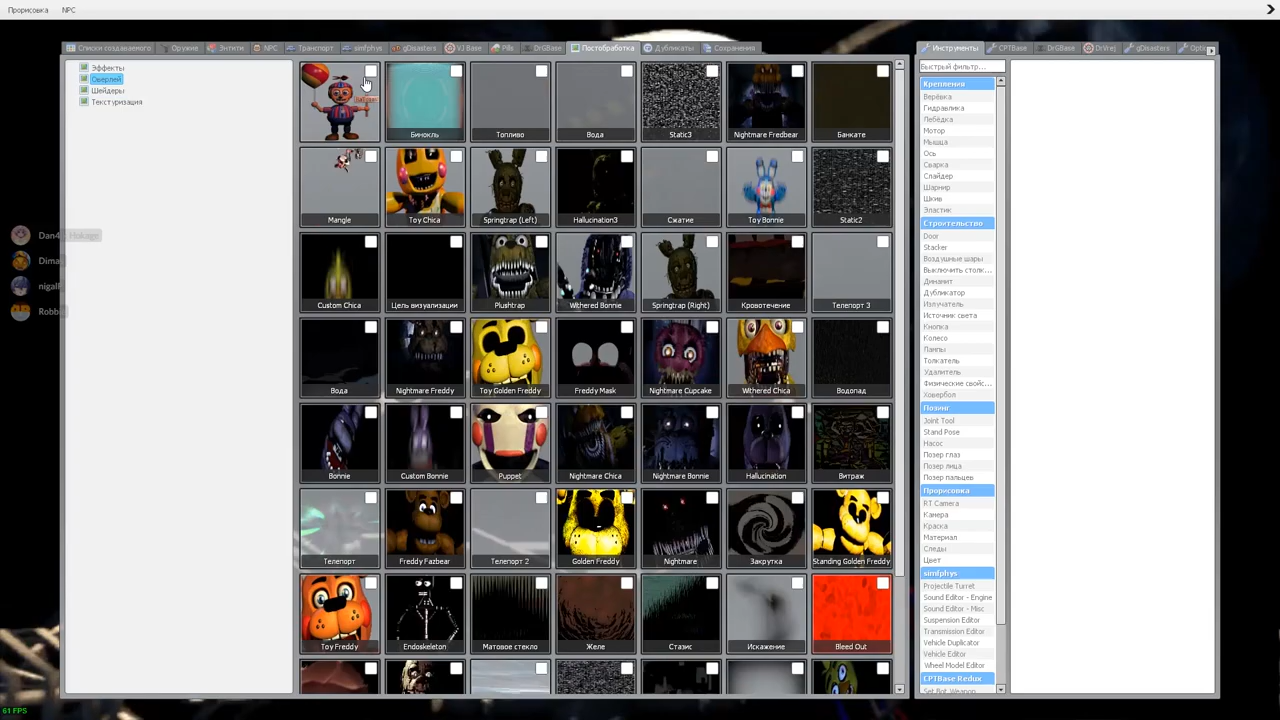 Прорисовка NPC
Списки создаваемого Оружие Энтити NPC Транспорт simfphys gDisasters VJ Base Pills DrGBase Постобработка Дубликаты Сохранения
Инструменты CPTBase DrGBase DrVrej gDisasters
Эффекты
Оверлей
Шейдеры
Текстуризация
Бинокль Топливо Вода Static3 Nightmare Fredbear Банкате
Mangle Toy Chica Springtrap (Left) Hallucination3 Сжатие Toy Bonnie Static2
Custom Chica Цель визуализации Plushtrap Withered Bonnie Springtrap (Right) Кровотечение Телепорт 3
Вода Nightmare Freddy Toy Golden Freddy Freddy Mask Nightmare Cupcake Withered Chica Водопад
Bonnie Custom Bonnie Puppet Nightmare Chica Nightmare Bonnie Hallucination Витраж
Телепорт Freddy Fazbear Телепорт 2 Golden Freddy Nightmare Закрутка Standing Golden Freddy
Toy Freddy Endoskeleton Матовое стекло Желе Стазис Искажение Bleed Out
Быстрый фильтр...
Крепления
Верёвка
Гидравлика
Лебёдка
Мотор
Мышца
Ось
Сварка
Слайдер
Шарнир
Шкив
Эластик
Строительство
Door
Stacker
Воздушные шары
Выключить столк...
Динамит
Дубликатор
Излучатель
Источник света
Кнопка
Колесо
Лампы
Толкатель
Удалитель
Физические свойс...
Ховербол
Позинг
Joint Tool
Stand Pose
Насос
Позер глаз
Позер лица
Позер пальцев
Прорисовка
RT Camera
Камера
Краска
Материал
Следы
Цвет
simfphys
Projectile Turret
Sound Editor - Engine
Sound Editor - Misc
Suspension Editor
Transmission Editor
Vehicle Duplicator
Vehicle Editor
Wheel Model Editor
CPTBase Redux
Set Bot Weapon
Dima
Robb
61 FPS